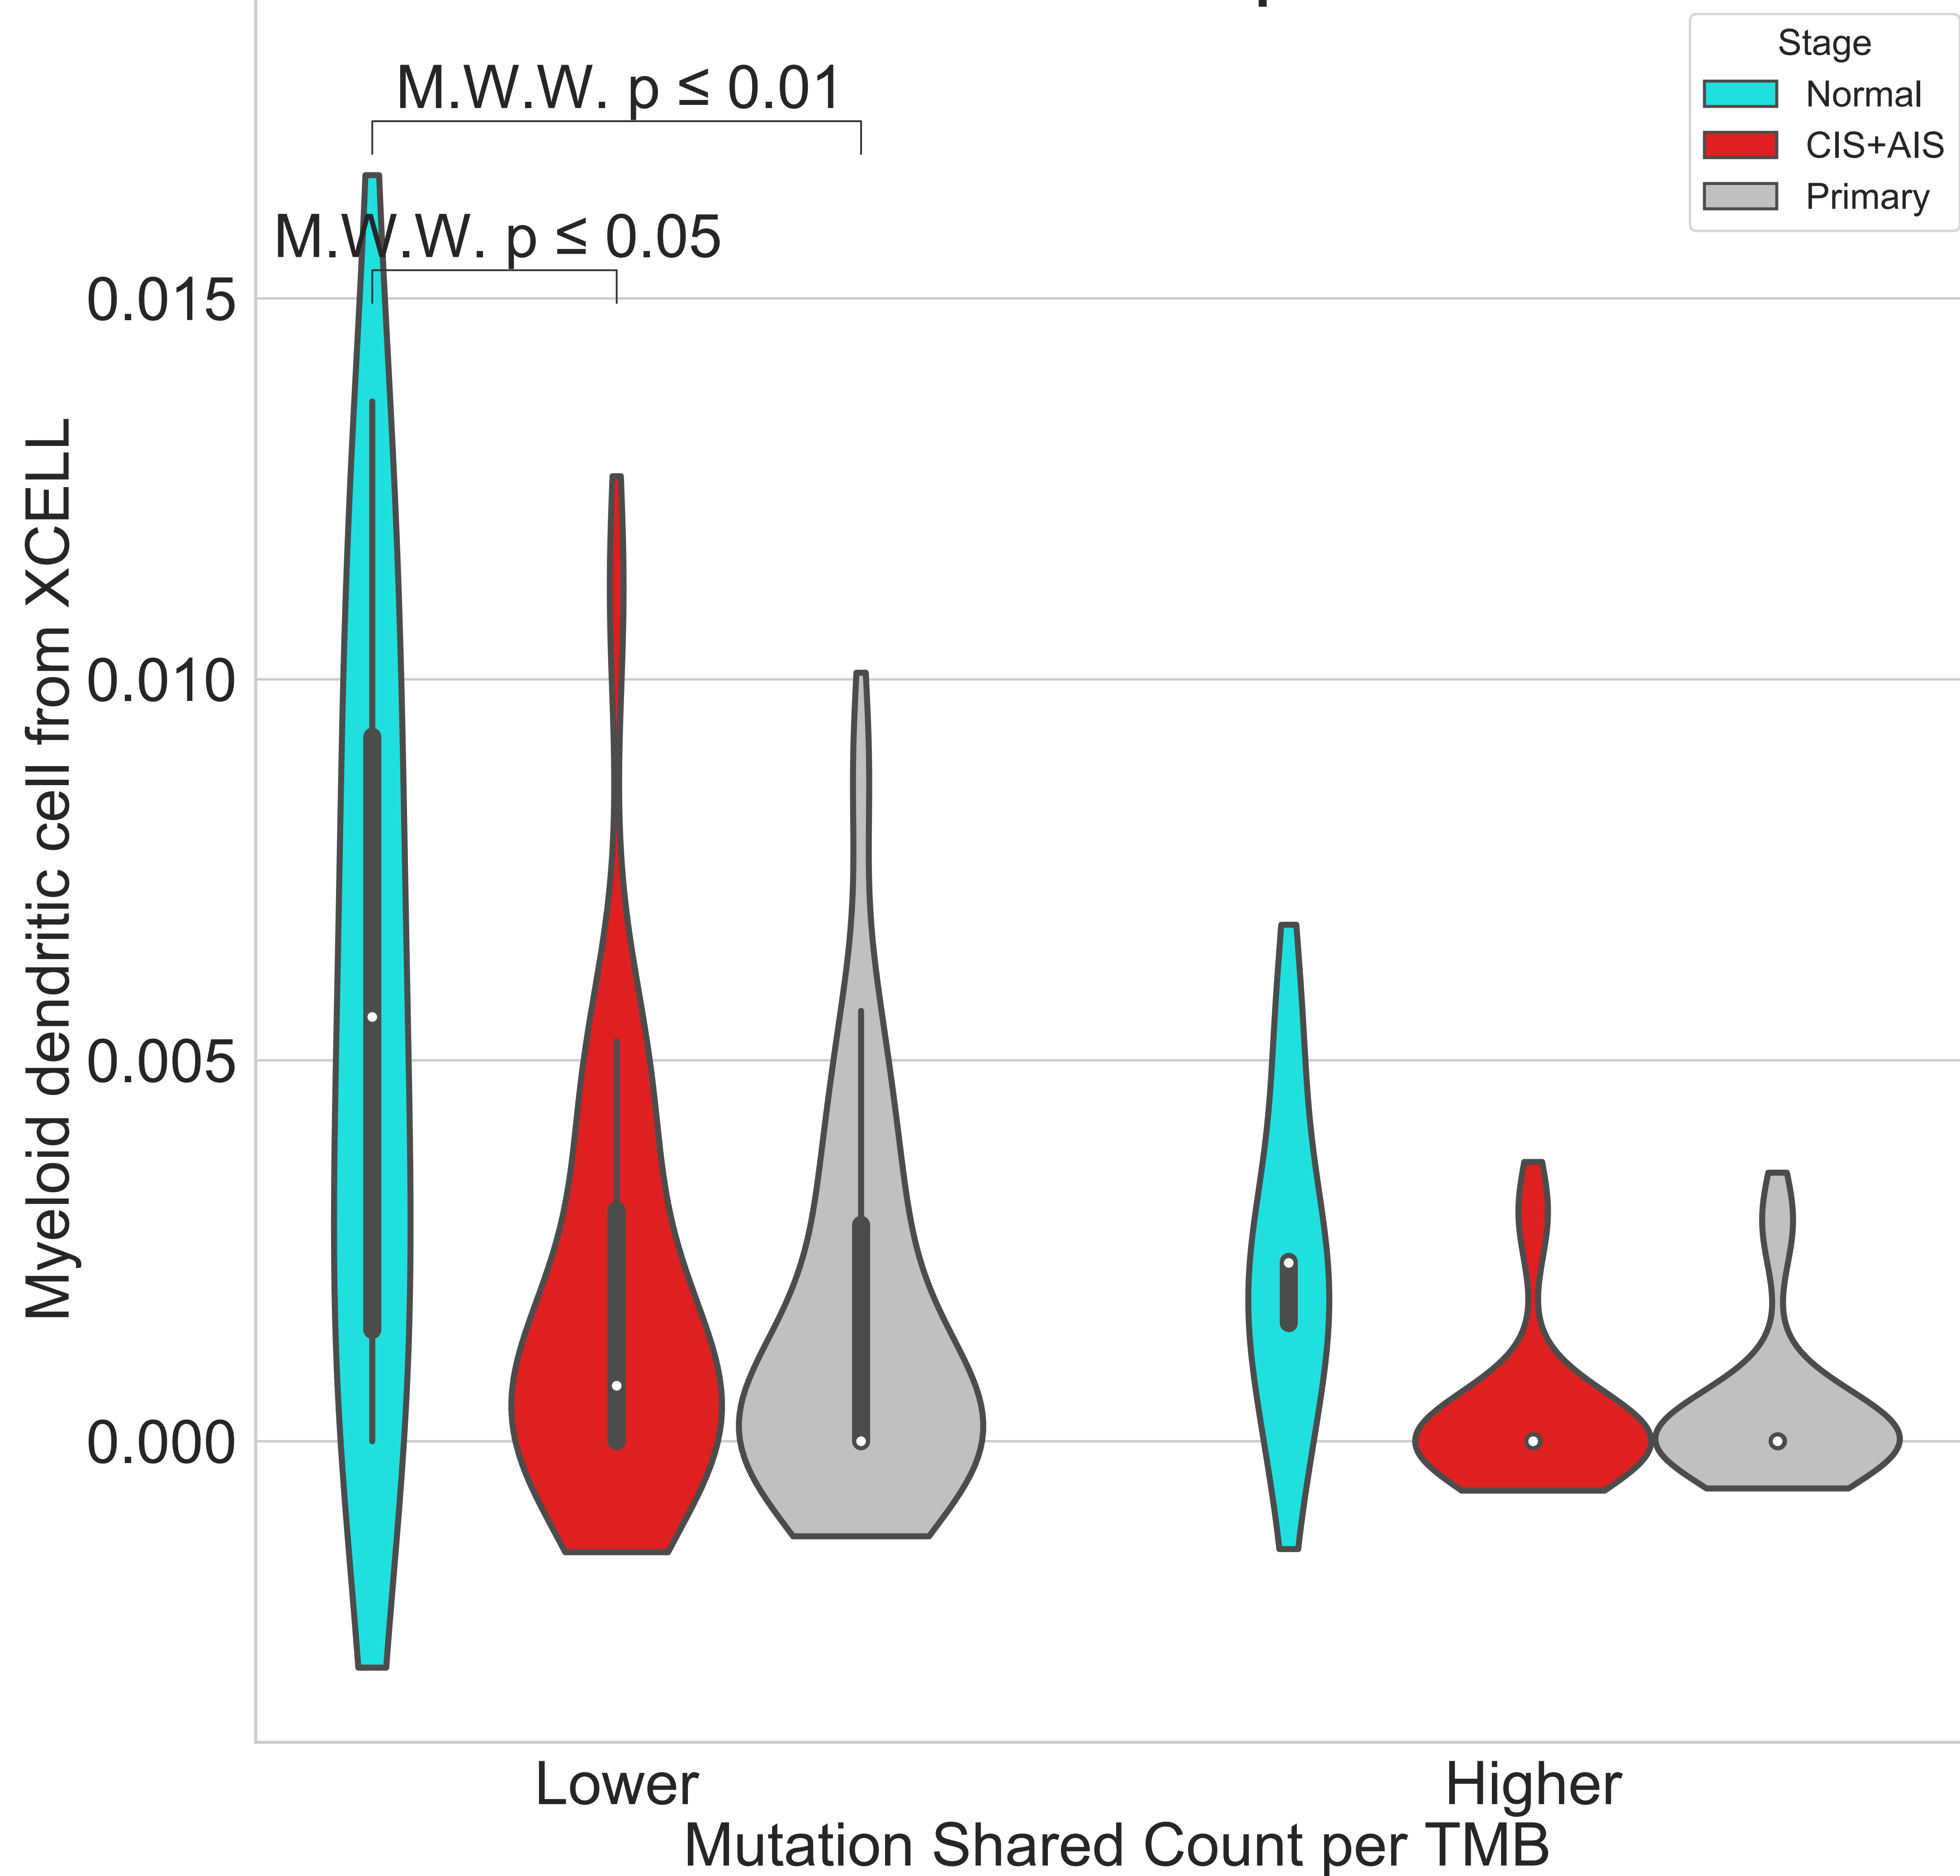 Stage
Normal
CIS+AIS
Primary
M.W.W. p ≤ 0.01
M.W.W. p ≤ 0.05
0.015
0.010
0.005
0.000
Myeloid dendritic cell from XCELL
Lower
Higher
Mutation Shared Count per TMB